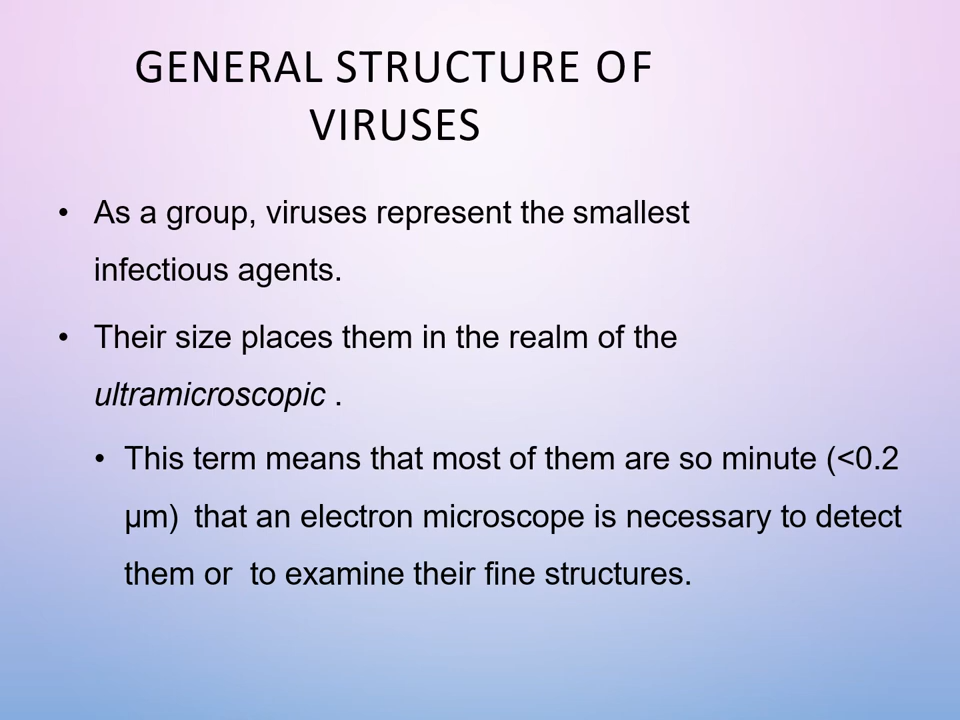 GENERAL STRUCTURE OF
VIRUSES
• As a group, viruses represent the smallest
infectious agents.
• Their size places them in the realm of the
ultramicroscopic .
• This term means that most of them are so minute (<0.2
μm)  that an electron microscope is necessary to detect
them or  to examine their fine structures.